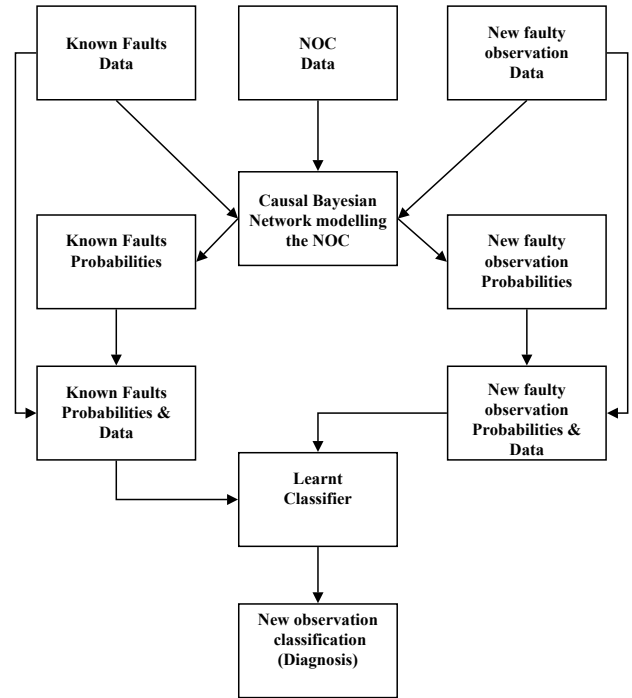 Known Faults
Data
NOC
Data
New faulty
observation
Data
Causal Bayesian
Network modelling
the NOC
Known Faults
Probabilities
New faulty
observation
Probabilities
Known Faults
Probabilities &
Data
New faulty
observation
Probabilities &
Data
Learnt
Classifier
New observation
classification
(Diagnosis)